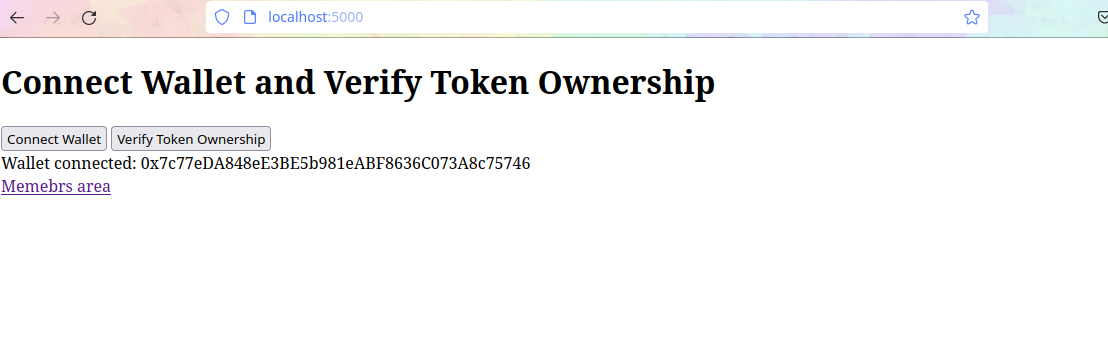 localhost:5000
Connect Wallet and Verify Token Ownership
Connect Wallet Verify Token Ownership
Wallet connected: 0x7c77eDA848eE3BE5b981eABF8636C073A8c75746
Memebrs area